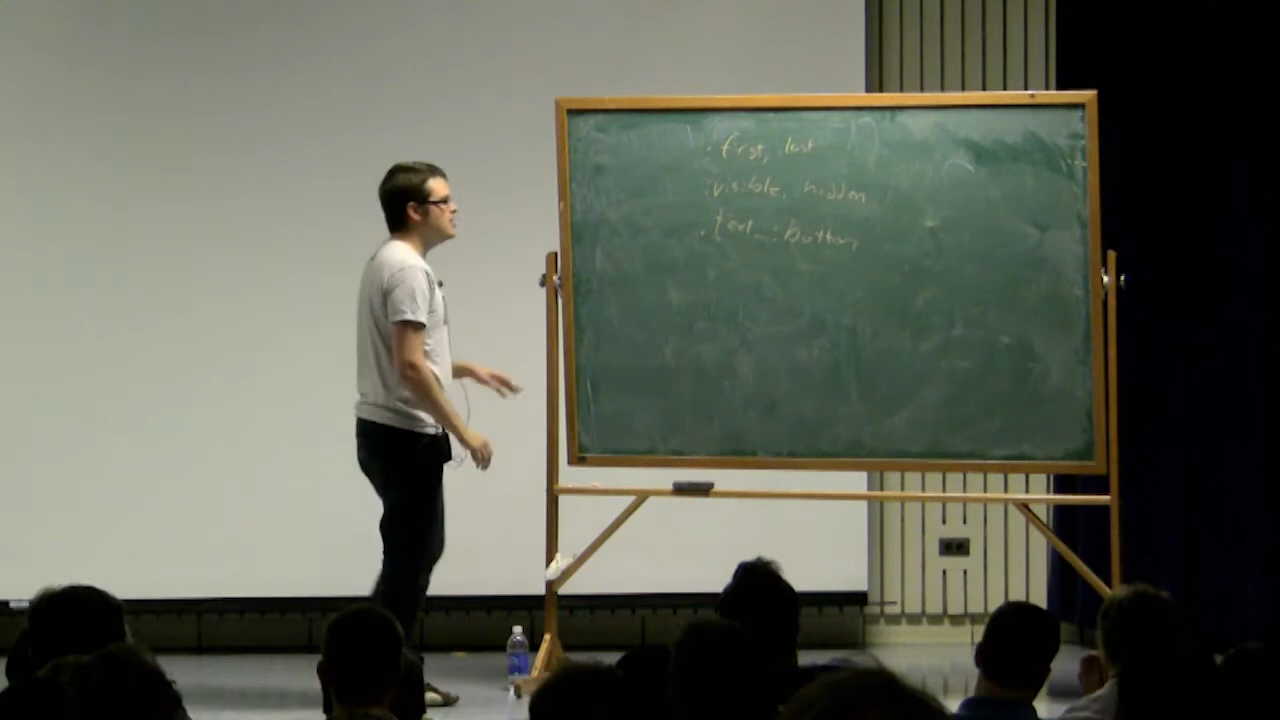 : first, : last
: visible, : hidden
: text : button